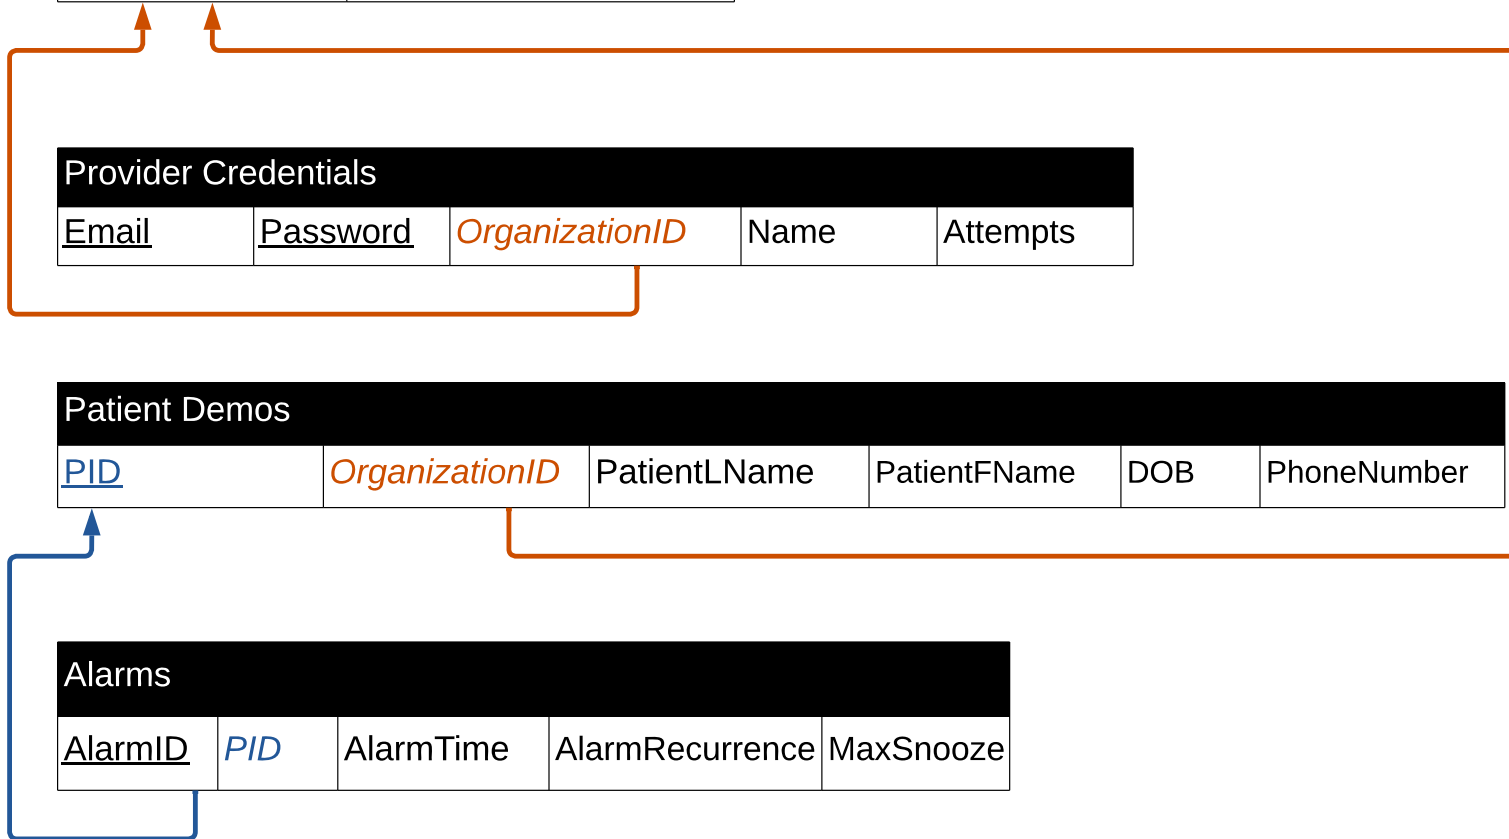 Provider Credentials
Email Password OrganizationID Name Attempts
Patient Demos
PID OrganizationID PatientLName PatientFName DOB PhoneNumber
Alarms
AlarmID PID AlarmTime AlarmRecurrence MaxSnooze